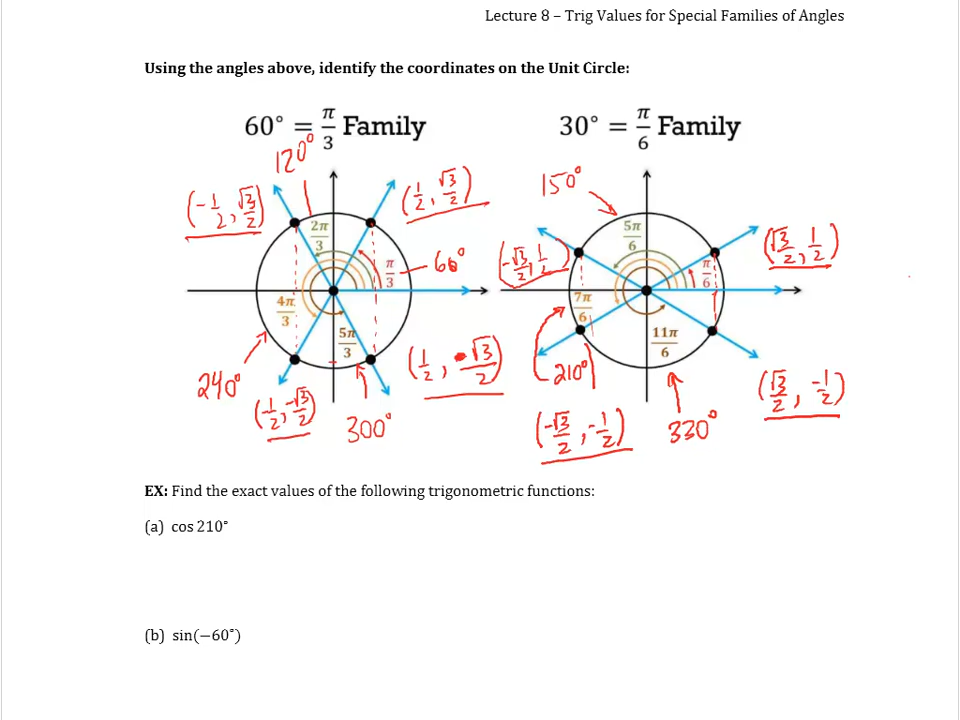 Lecture 8 – Trig Values for Special Families of Angles
Using the angles above, identify the coordinates on the Unit Circle:
60° = π/3 Family
30° = π/6 Family
120°
150°
(-1/2, √3/2)
(1/2, √3/2)
2π/3
π/3
60°
4π/3
5π/3
240°
(1/2, -√3/2)
300°
(1/2, -√3/2)
5π/6
(-√3/2, 1/2)
π/6
(√3/2, 1/2)
7π/6
11π/6
210°
(-√3/2, -1/2)
330°
(√3/2, -1/2)
EX: Find the exact values of the following trigonometric functions:
(a) cos 210°
(b) sin(−60°)